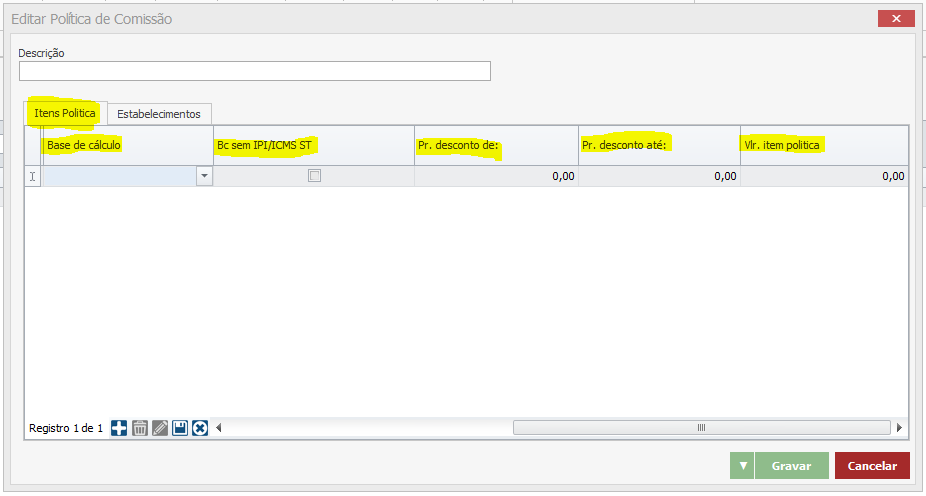 Editar Política de Comissão
Descrição
Itens Politica Estabelecimentos
Base de cálculo Bc sem IPI/ICMS ST Pr. desconto de: Pr. desconto até: Vlr. item politica
0,00 0,00 0,00
Registro 1 de 1
Gravar Cancelar